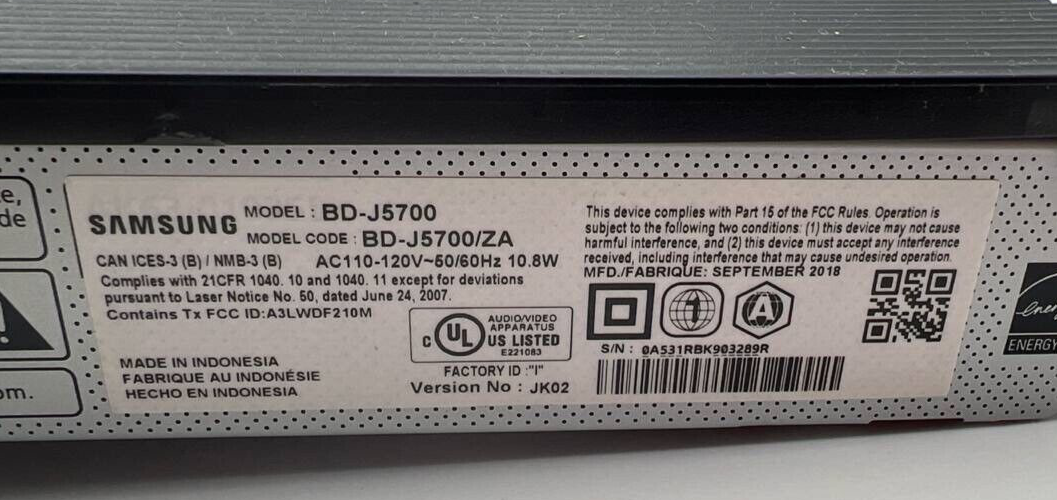 e,
de
SAMSUNG
MODEL : BD-J5700
MODEL CODE : BD-J5700/ZA
CAN ICES-3 (B) / NMB-3 (B) AC110-120V~50/60Hz 10.8W
Complies with 21CFR 1040. 10 and 1040. 11 except for deviations
pursuant to Laser Notice No. 50, dated June 24, 2007.
Contains Tx FCC ID:A3LWDF210M
MADE IN INDONESIA
FABRIQUE AU INDONÉSIE
HECHO EN INDONESIA
c UL
AUDIO/VIDEO
APPARATUS
US LISTED
E221083
FACTORY ID :"I"
Version No : JK02
This device complies with Part 15 of the FCC Rules. Operation is
subject to the following two conditions: (1) this device may not cause
harmful interference, and (2) this device must accept any interference
received, including interference that may cause undesired operation.
MFD./FABRIQUE: SEPTEMBER 2018
1
A
S/N : 0A531RBK903289R
om.
energy
ENERGY